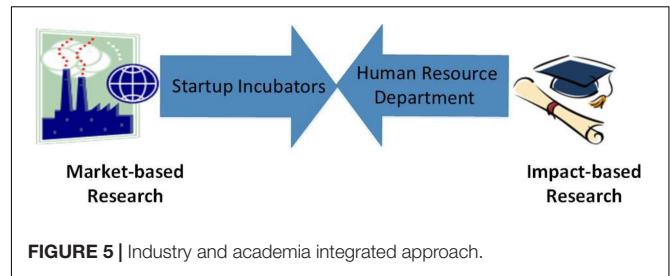 Startup Incubators
Human Resource
Department
Market-based
Research
Impact-based
Research
FIGURE 5 | Industry and academia integrated approach.